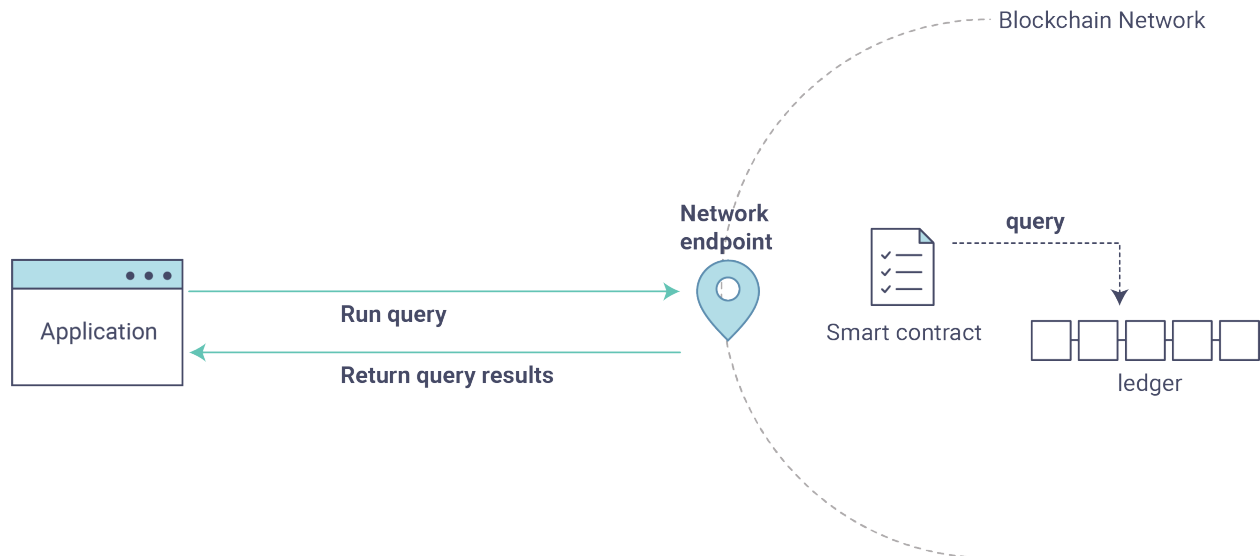 Blockchain Network
Network
endpoint
query
Run query
Application
Smart contract
Return query results
ledger